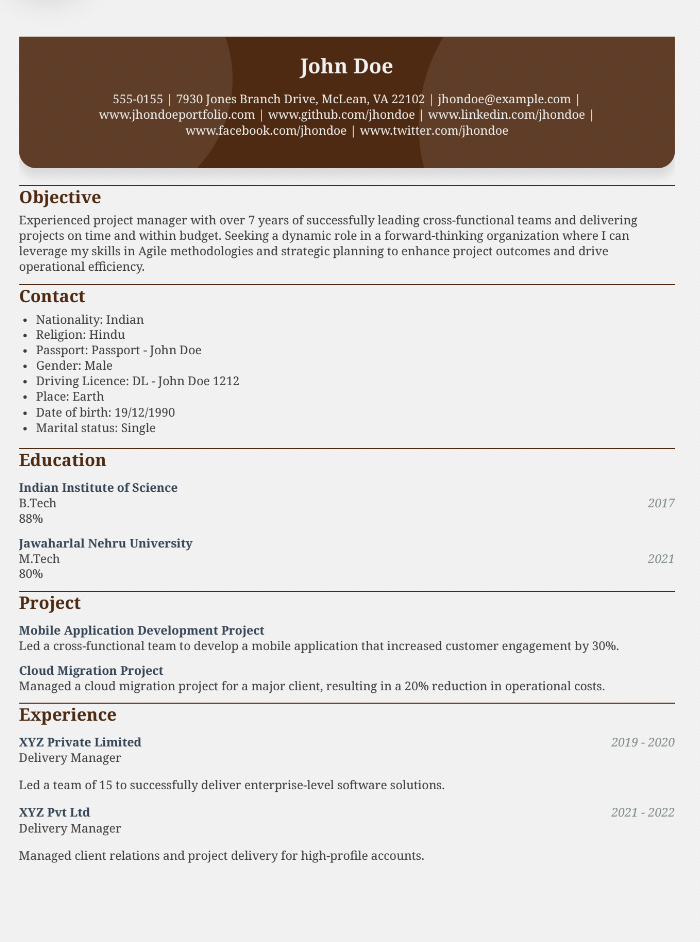 John Doe
555-0155 | 7930 Jones Branch Drive, McLean, VA 22102 | jhondoe@example.com |
www.jhondoeportfolio.com | www.github.com/jhondoe | www.linkedin.com/jhondoe |
www.facebook.com/jhondoe | www.twitter.com/jhondoe
Objective
Experienced project manager with over 7 years of successfully leading cross-functional teams and delivering
projects on time and within budget. Seeking a dynamic role in a forward-thinking organization where I can
leverage my skills in Agile methodologies and strategic planning to enhance project outcomes and drive
operational efficiency.
Contact
• Nationality: Indian
• Religion: Hindu
• Passport: Passport - John Doe
• Gender: Male
• Driving Licence: DL - John Doe 1212
• Place: Earth
• Date of birth: 19/12/1990
• Marital status: Single
Education
Indian Institute of Science
B.Tech 2017
88%
Jawaharlal Nehru University
M.Tech 2021
80%
Project
Mobile Application Development Project
Led a cross-functional team to develop a mobile application that increased customer engagement by 30%.
Cloud Migration Project
Managed a cloud migration project for a major client, resulting in a 20% reduction in operational costs.
Experience
XYZ Private Limited 2019 - 2020
Delivery Manager
Led a team of 15 to successfully deliver enterprise-level software solutions.
XYZ Pvt Ltd 2021 - 2022
Delivery Manager
Managed client relations and project delivery for high-profile accounts.